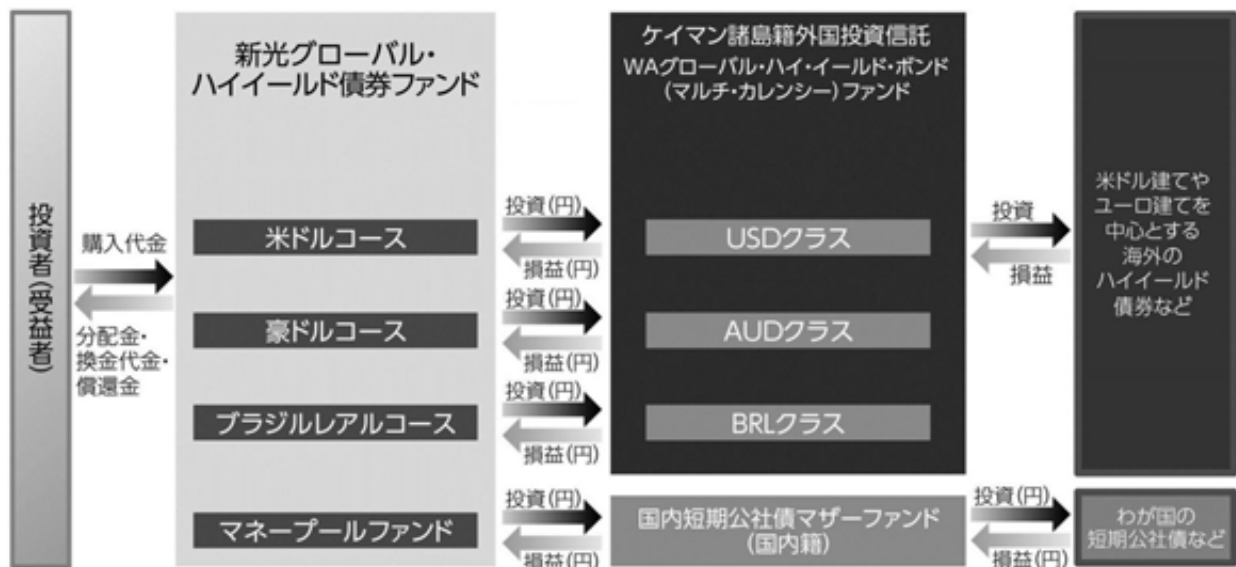 投資者(受益者)
購入代金
分配金・
換金代金・
償還金
新光グローバル・
ハイイールド債券ファンド
米ドルコース
豪ドルコース
ブラジルレアルコース
マネープールファンド
投資(円)
損益(円)
投資(円)
損益(円)
投資(円)
損益(円)
投資(円)
損益(円)
ケイマン諸島籍外国投資信託
WAグローバル・ハイ・イールド・ボンド
(マルチ・カレンシー)ファンド
USDクラス
AUDクラス
BRLクラス
国内短期公社債マザーファンド
(国内籍)
投資
損益
投資(円)
損益(円)
米ドル建てや
ユーロ建てを
中心とする
海外の
ハイイールド
債券など
わが国の
短期公社債など